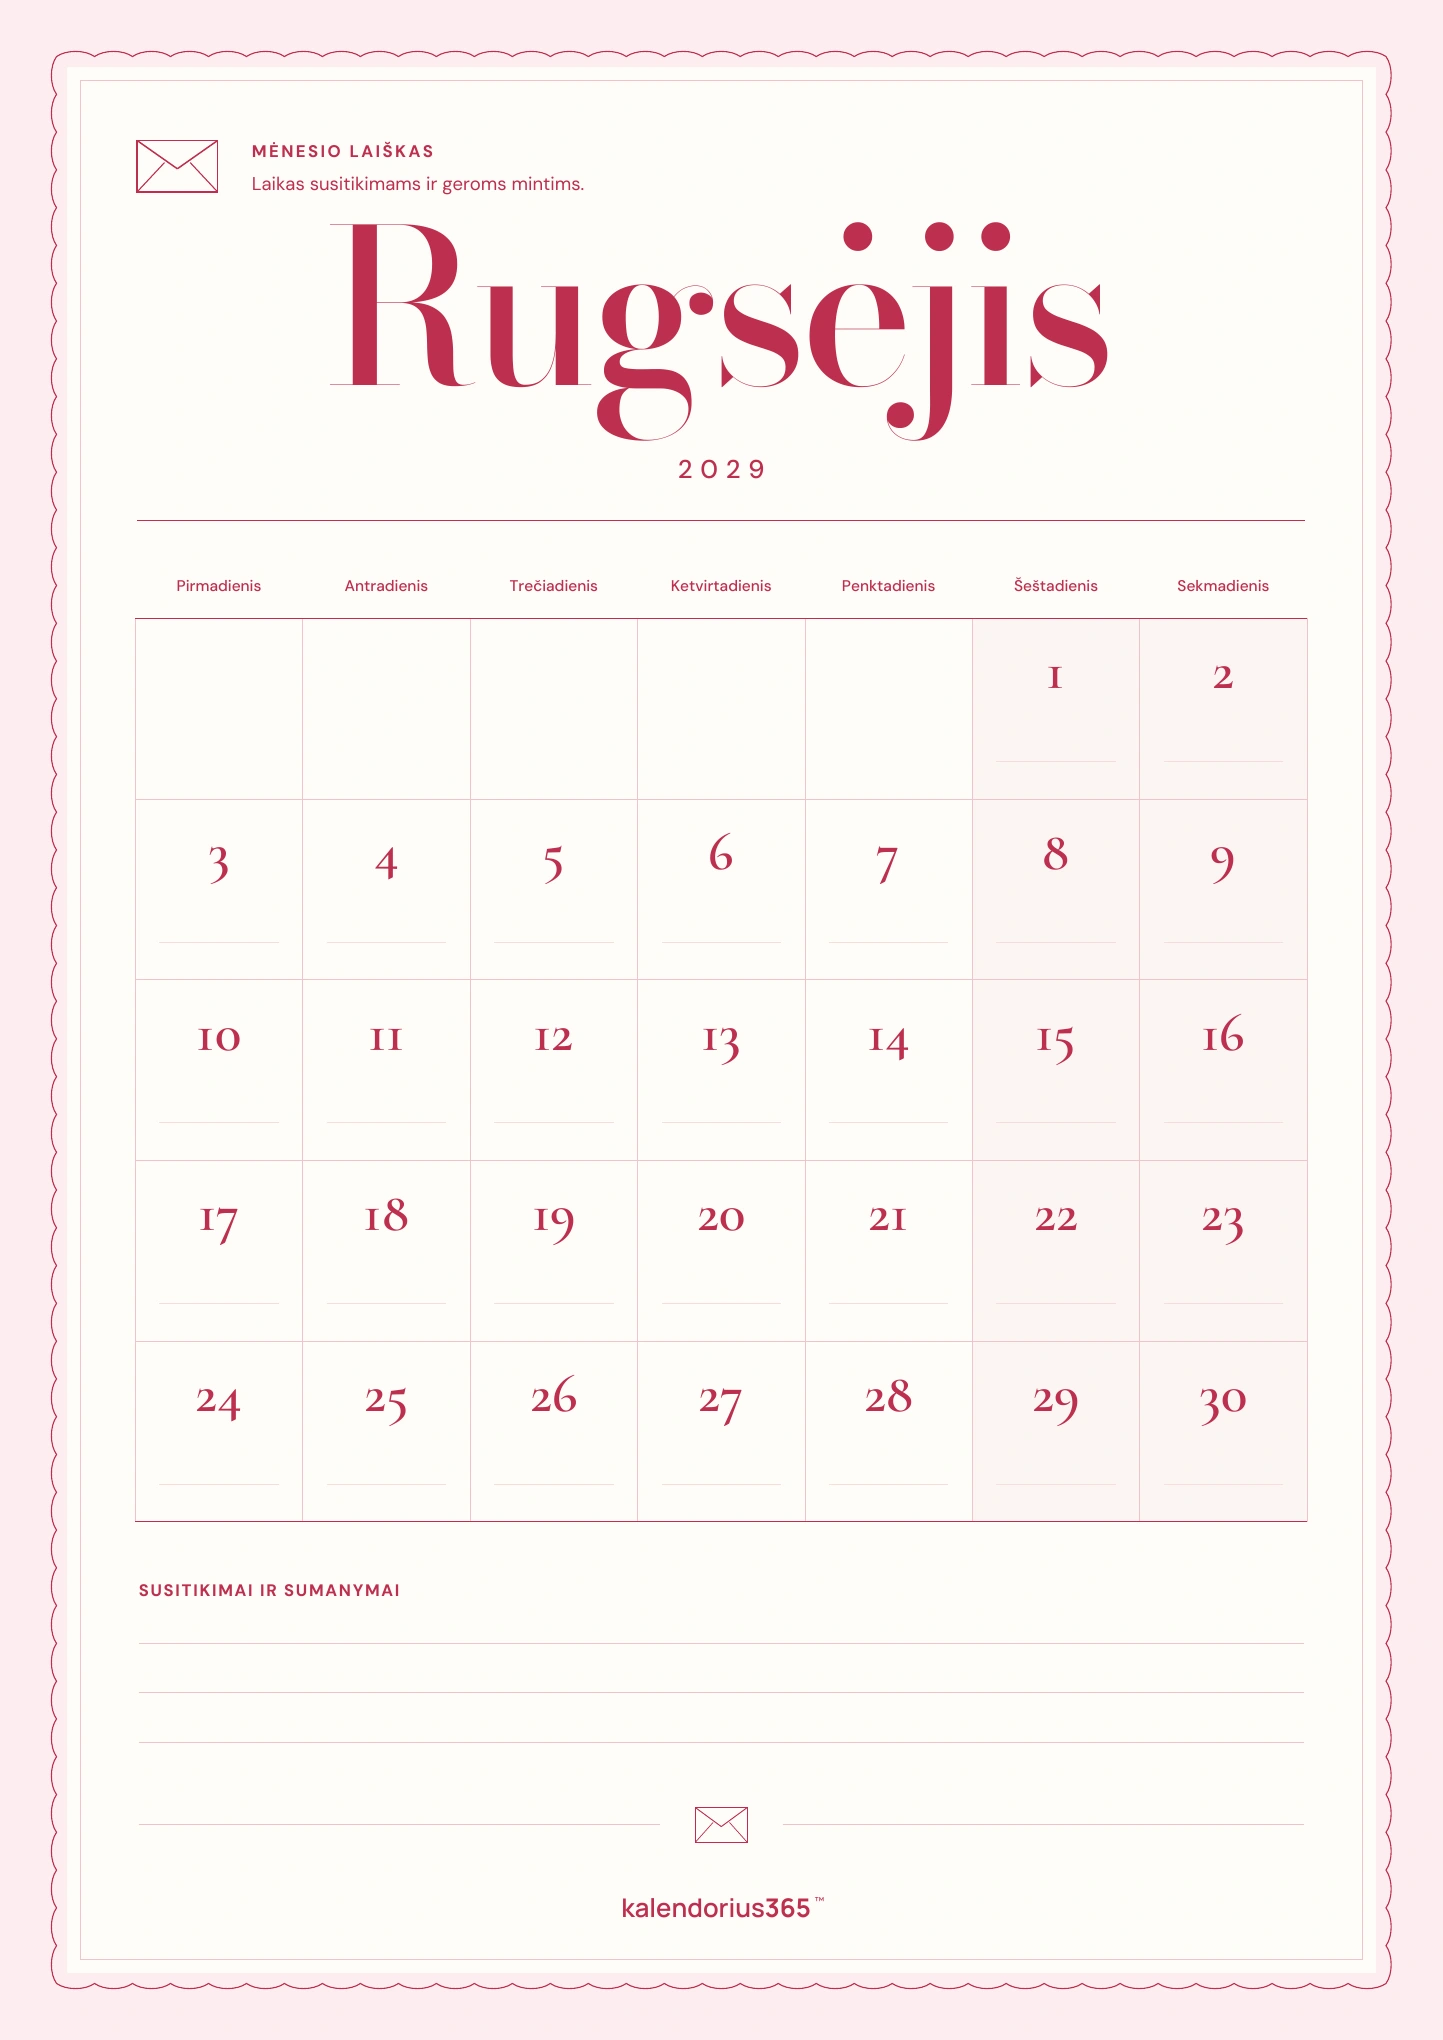 MĖNESIO LAIŠKAS
Laikas susitikimams ir geroms mintims.
Rugsėjis
2029
Pirmadienis Antradienis Trečiadienis Ketvirtadienis Penktadienis Šeštadienis Sekmadienis
1 2
3 4 5 6 7 8 9
10 11 12 13 14 15 16
17 18 19 20 21 22 23
24 25 26 27 28 29 30
SUSITIKIMAI IR SUMANYMAI
kalendorius365™